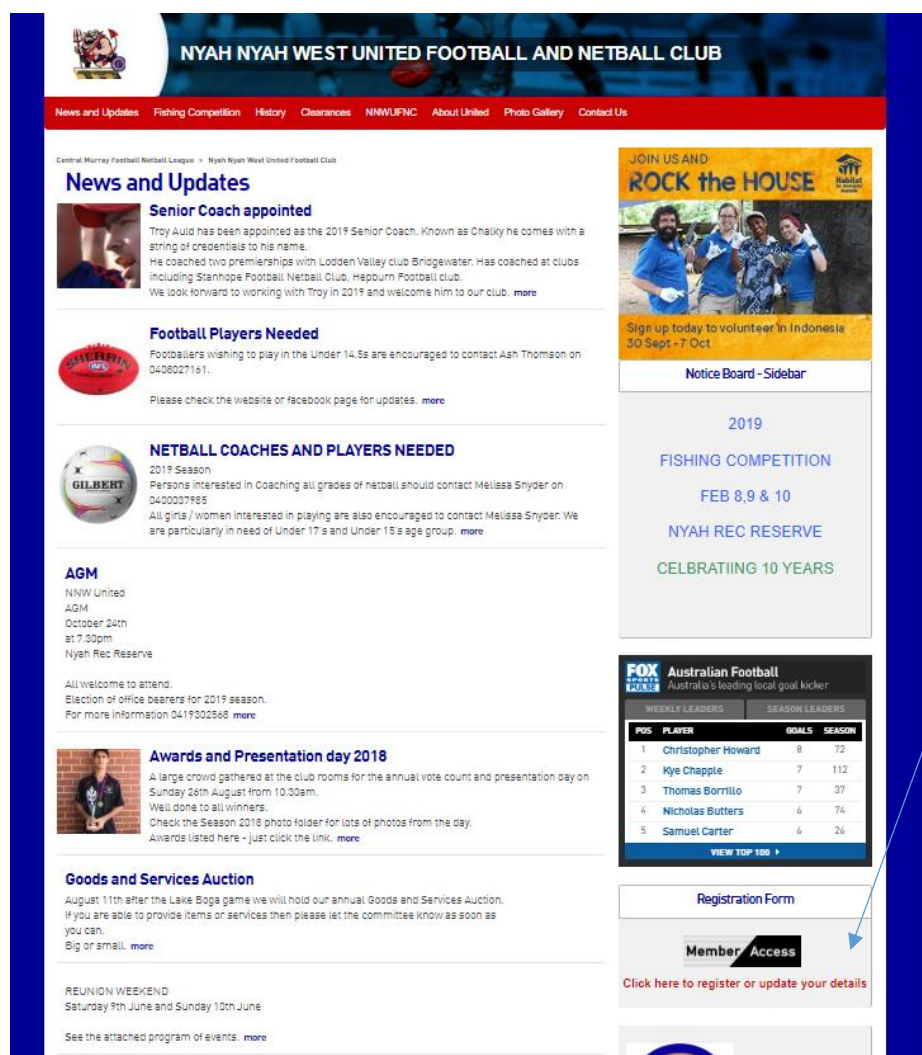 NYAH NYAH WEST UNITED FOOTBALL AND NETBALL CLUB
News and Updates Fishing Competition History Clearances NNWUFNC About United Photo Gallery Contact Us
Central Murray Football Netball League > Nyah Nyah West United Football Club
News and Updates
Senior Coach appointed
Troy Auld has been appointed as the 2019 Senior Coach. Known as Chalky he comes with a
string of credentials to his name.
He coached two premierships with Lodden Valley club Bridgewater. Has coached at clubs
including Stanhope Football Netball Club, Hepburn Football club.
We look forward to working with Troy in 2019 and welcome him to our club. more
SHERRIN
AFL
Football Players Needed
Footballers wishing to play in the Under 14.5s are encouraged to contact Ash Thomson on
0408027161.
Please check the website or facebook page for updates. more
GILBERT
NETBALL COACHES AND PLAYERS NEEDED
2019 Season
Persons interested in Coaching all grades of netball should contact Melissa Snyder on
0400037985
All girls / women interested in playing are also encouraged to contact Melissa Snyder. We
are particularly in need of Under 17's and Under 15's age group. more
AGM
NNW United
AGM
October 24th
at 7.30pm
Nyah Rec Reserve
All welcome to attend.
Election of office bearers for 2019 season.
For more information 0419302568 more
Awards and Presentation day 2018
A large crowd gathered at the club rooms for the annual vote count and presentation day on
Sunday 26th August from 10.30am.
Well done to all winners.
Check the Season 2018 photo folder for lots of photos from the day.
Awards listed here - just click the link. more
Goods and Services Auction
August 11th after the Lake Boga game we will hold our annual Goods and Services Auction.
If you are able to provide items or services then please let the committee know as soon as
you can.
Big or small. more
REUNION WEEKEND
Saturday 9th June and Sunday 10th June
See the attached program of events. more
JOIN US AND
ROCK the HOUSE
Habitat
Sign up today to volunteer in Indonesia
30 Sept - 7 Oct
Notice Board - Sidebar
2019
FISHING COMPETITION
FEB 8,9 & 10
NYAH REC RESERVE
CELEBRATIING 10 YEARS
FOX SPORTS PULSE
Australian Football
Australia's leading local goal kicker
WEEKLY LEADERS SEASON LEADERS
POS PLAYER GOALS SEASON
1 Christopher Howard 8 72
2 Kye Chapple 7 112
3 Thomas Borrillo 7 37
4 Nicholas Butters 6 74
5 Samuel Carter 6 26
VIEW TOP 100
Registration Form
Member Access
Click here to register or update your details